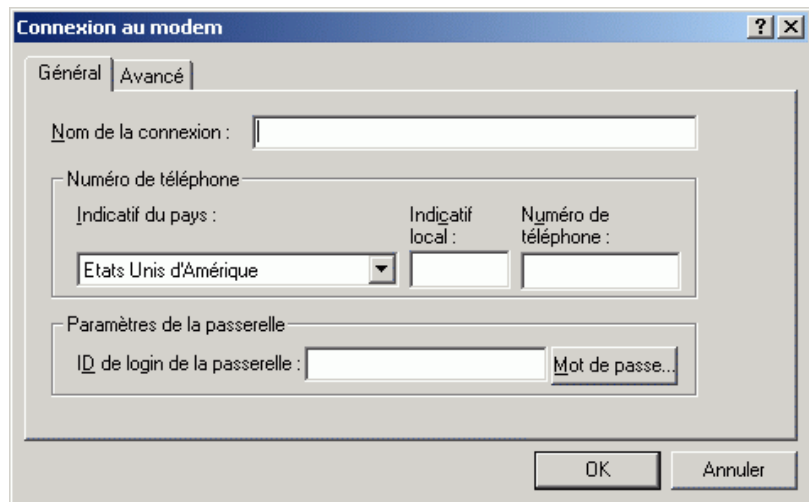 Connexion au modem
Général
Avancé
Nom de la connexion :
Numéro de téléphone
Indicatif du pays :
Indicatif
local :
Numéro de
téléphone :
Etats Unis d'Amérique
Paramètres de la passerelle
ID de login de la passerelle :
Mot de passe...
OK
Annuler